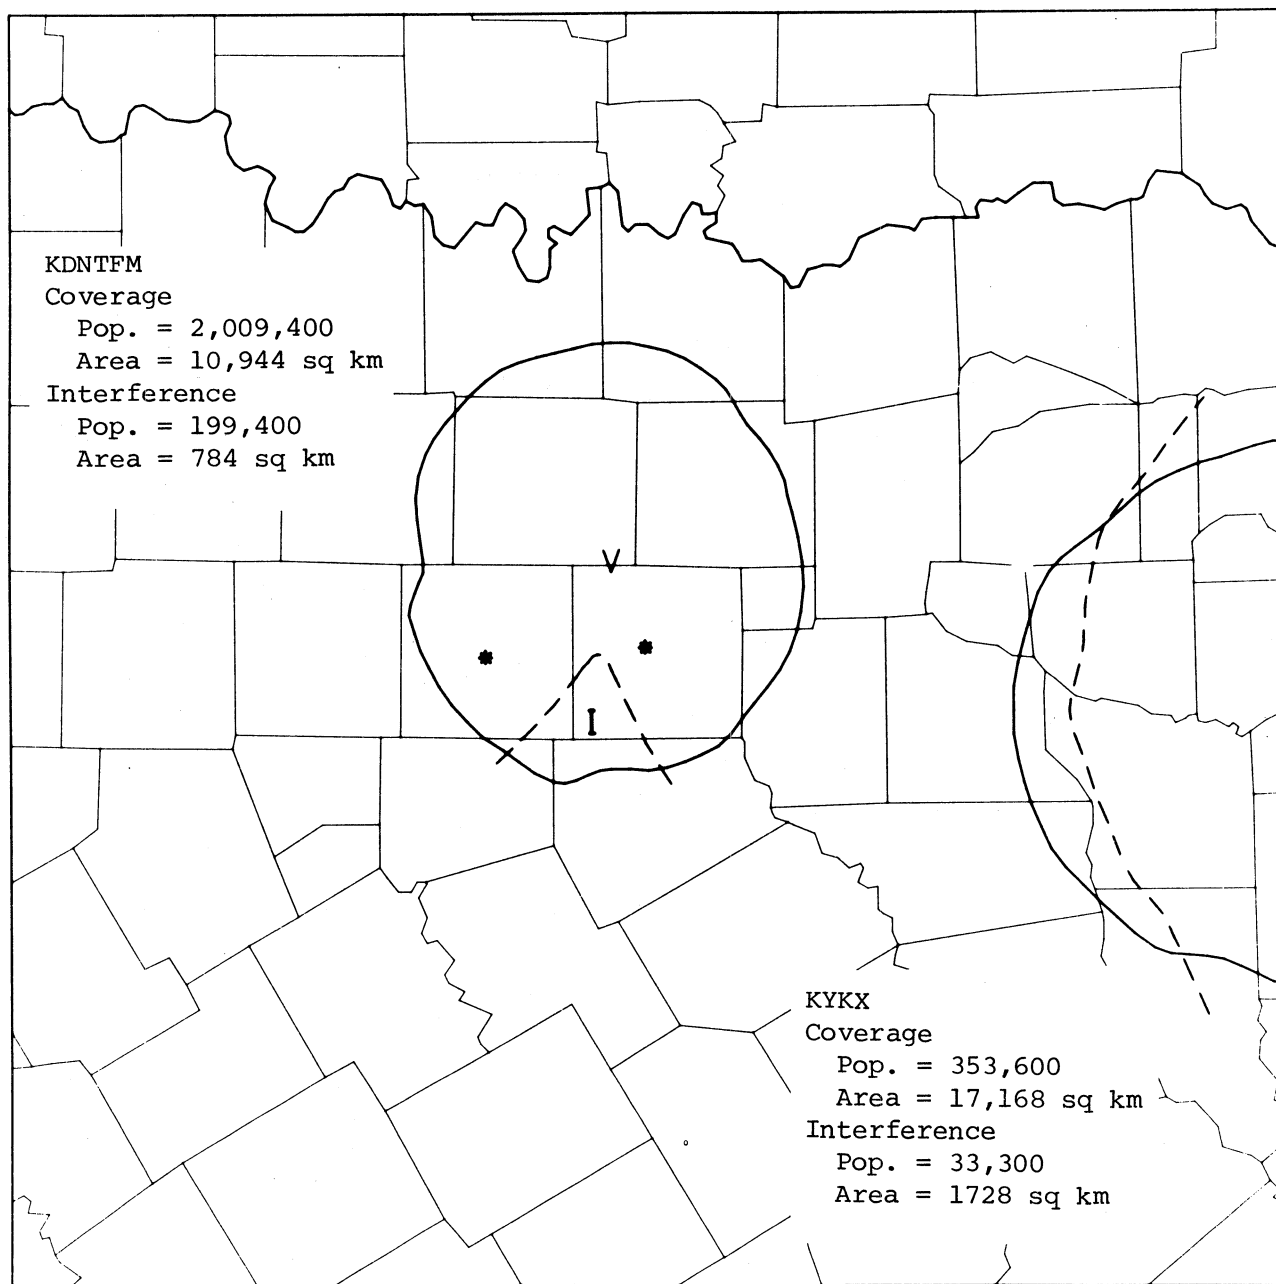 KDNTFM
Coverage
Pop. = 2,009,400
Area = 10,944 sq km
Interference
Pop. = 199,400
Area = 784 sq km
V
*
*
I
KYKX
Coverage
Pop. = 353,600
Area = 17,168 sq km
Interference
Pop. = 33,300
Area = 1728 sq km